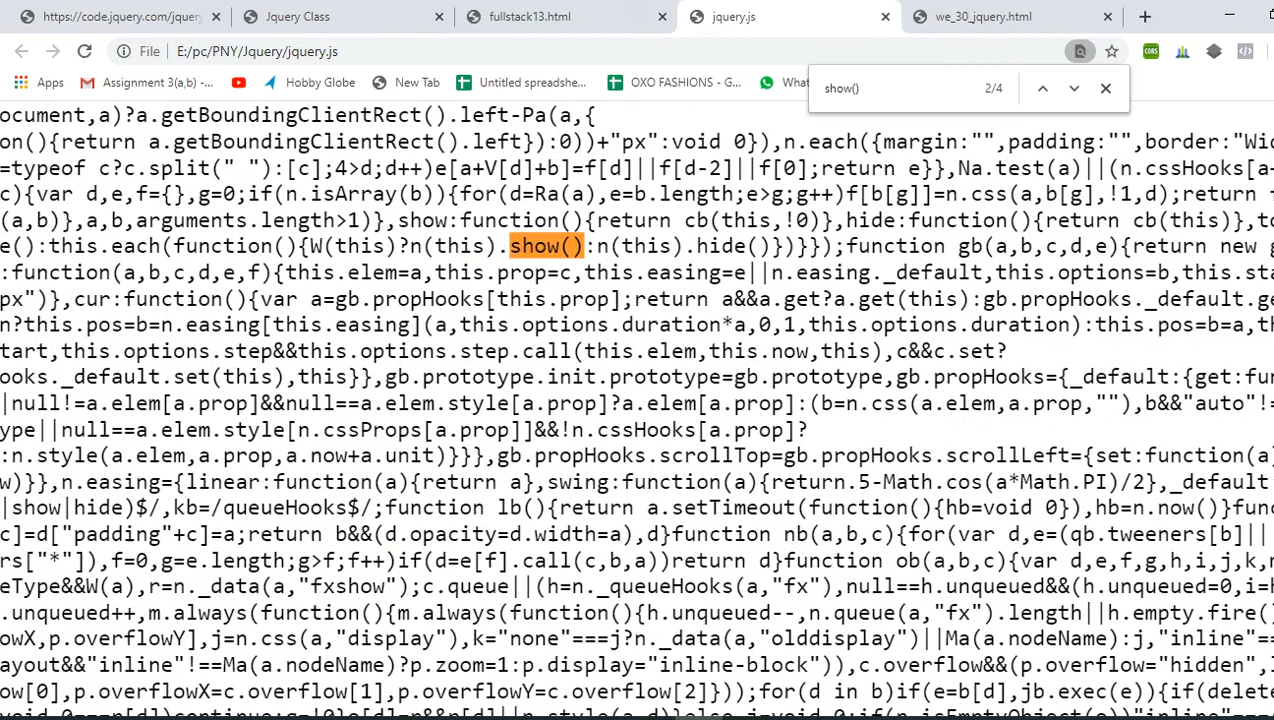 https://code.jquery.com/jquery Jquery Class fullstack13.html jquery.js we_30_jquery.html
File E:/pc/PNY/Jquery/jquery.js
Apps Assignment 3(a,b) -... Hobby Globe New Tab Untitled spreadshe... OXO FASHIONS - G... What
show() 2/4
ocument,a)?a.getBoundingClientRect().left-Pa(a,{
on(){return a.getBoundingClientRect().left}):0))+"px":void 0}),n.each({margin:"",padding:"",border:"Wid
=typeof c?c.split(" "):[c];4>d;d++)e[a+V[d]+b]=f[d]||f[d-2]||f[0];return e}},Na.test(a)||(n.cssHooks[a+
c){var d,e,f={},g=0;if(n.isArray(b)){for(d=Ra(a),e=b.length;e>g;g++)f[b[g]]=n.css(a,b[g],!1,d);return f
(a,b)},a,b,arguments.length>1)},show:function(){return cb(this,!0)},hide:function(){return cb(this)},to
e():this.each(function(){W(this)?n(this).show():n(this).hide()})}});function gb(a,b,c,d,e){return new g
:function(a,b,c,d,e,f){this.elem=a,this.prop=c,this.easing=e||n.easing._default,this.options=b,this.sta
px")},cur:function(){var a=gb.propHooks[this.prop];return a&&a.get?a.get(this):gb.propHooks._default.ge
n?this.pos=b=n.easing[this.easing](a,this.options.duration*a,0,1,this.options.duration):this.pos=b=a,th
tart,this.options.step&&this.options.step.call(this.elem,this.now,this),c&&c.set?
ooks._default.set(this),this}},gb.prototype.init.prototype=gb.prototype,gb.propHooks={_default:{get:fun
|null!=a.elem[a.prop]&&null==a.elem.style[a.prop]?a.elem[a.prop]:(b=n.css(a.elem,a.prop,""),b&&"auto"!=
ype||null==a.elem.style[n.cssProps[a.prop]]&&!n.cssHooks[a.prop]?
:n.style(a.elem,a.prop,a.now+a.unit)}}},gb.propHooks.scrollTop=gb.propHooks.scrollLeft={set:function(a)
w)}},n.easing={linear:function(a){return a},swing:function(a){return.5-Math.cos(a*Math.PI)/2},_default
|show|hide)$/,kb=/queueHooks$/;function lb(){return a.setTimeout(function(){hb=void 0}),hb=n.now()}func
c]=d["padding"+c]=a;return b&&(d.opacity=d.width=a),d}function nb(a,b,c){for(var d,e=(qb.tweeners[b]||
rs["*"]),f=0,g=e.length;g>f;f++)if(d=e[f].call(c,b,a))return d}function ob(a,b,c){var d,e,f,g,h,i,j,k,m
eType&&W(a),r=n._data(a,"fxshow");c.queue||(h=n._queueHooks(a,"fx"),null==h.unqueued&&(h.unqueued=0,i=h
.unqueued++,m.always(function(){m.always(function(){h.unqueued--,n.queue(a,"fx").length||h.empty.fire()
owX,p.overflowY],j=n.css(a,"display"),k="none"===j?n._data(a,"olddisplay")||Ma(a.nodeName):j,"inline"==
ayout&&"inline"!==Ma(a.nodeName)?p.zoom=1:p.display="inline-block")),c.overflow&&(p.overflow="hidden",l
ow[0],p.overflowX=c.overflow[1],p.overflowY=c.overflow[2]}));for(d in b)if(e=b[d],jb.exec(e)){if(delete